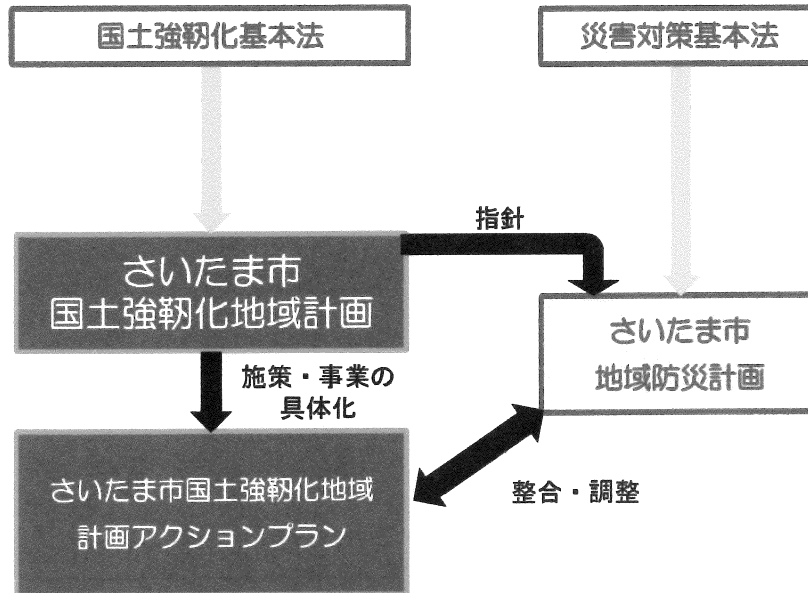 国土強靱化基本法
災害対策基本法
指針
さいたま市
国土強靱化地域計画
さいたま市
地域防災計画
施策・事業の
具体化
整合・調整
さいたま市国土強靱化地域
計画アクションプラン